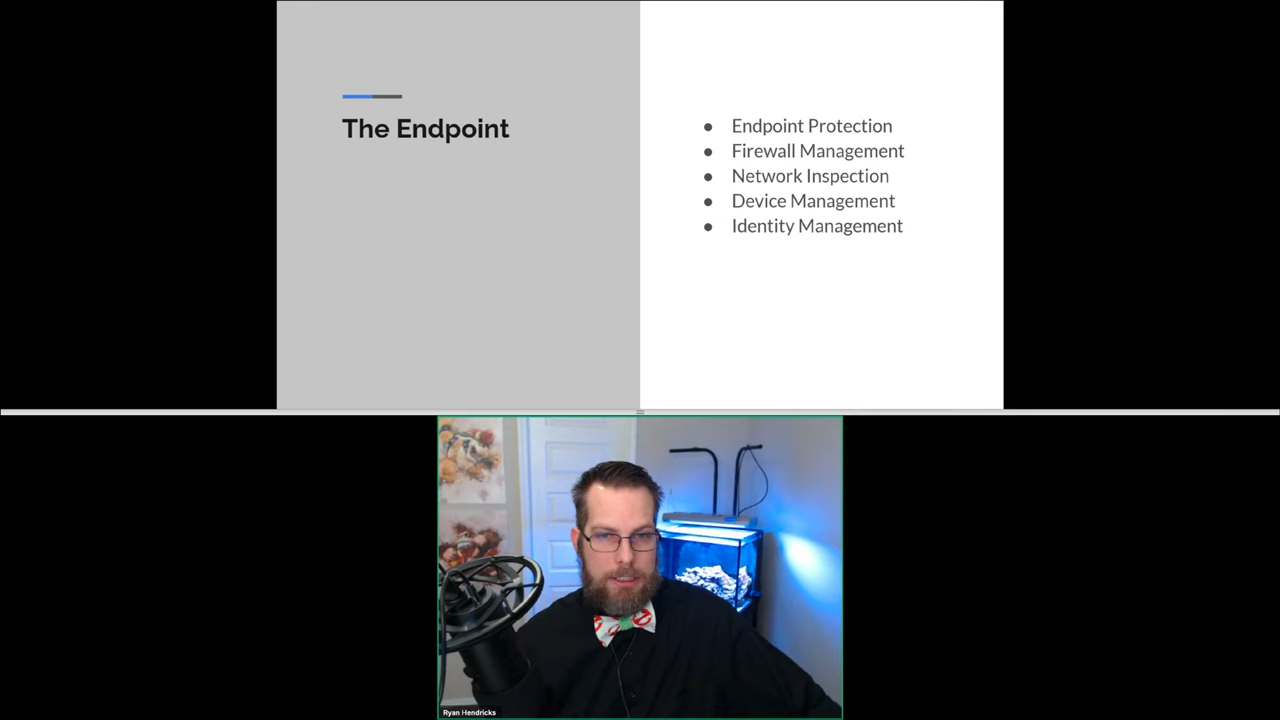 The Endpoint
● Endpoint Protection
● Firewall Management
● Network Inspection
● Device Management
● Identity Management
Ryan Hendricks